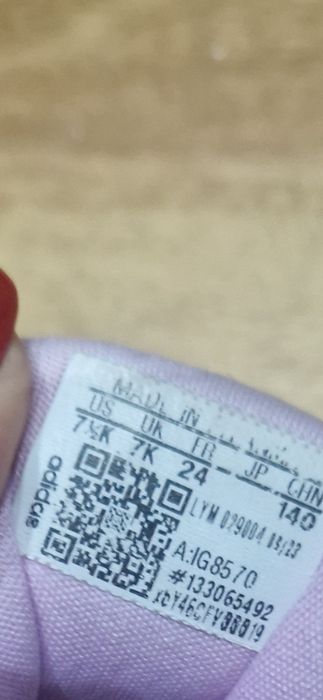 MADE IN
US UK FR JP CHN
7½K 7K 24 140
adidas
LYM 029004 09/23
A:IG8570
#133065492